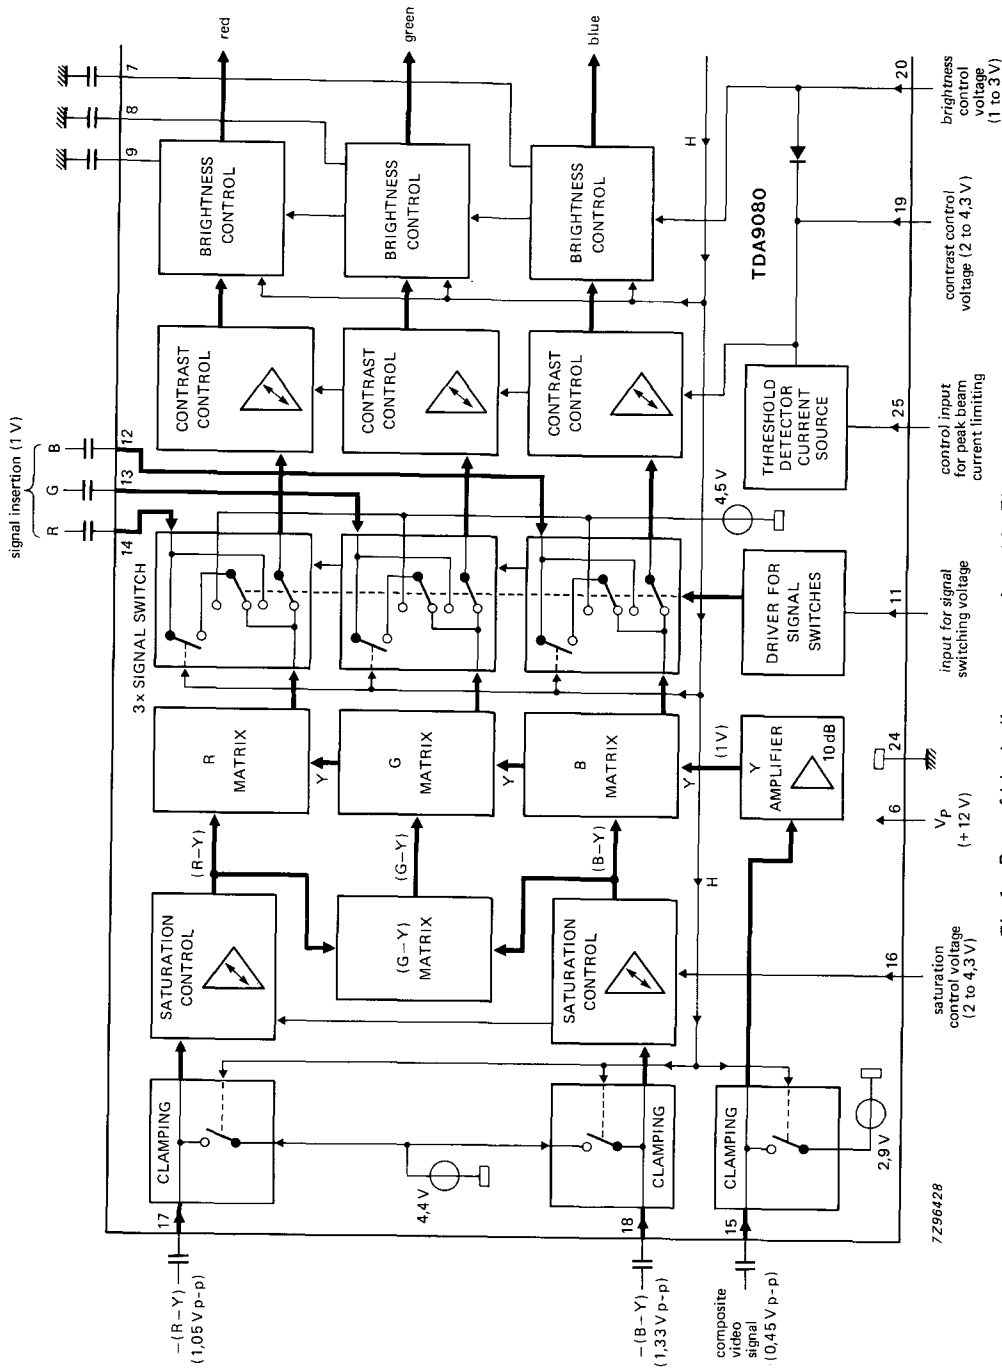 signal insertion (1 V)
R
G
B
14
13
12
9
8
7
red
green
blue
3 x SIGNAL SWITCH
–(R–Y)
(1,05 V p-p)
17
CLAMPING
SATURATION
CONTROL
(R–Y)
R
MATRIX
CONTRAST
CONTROL
BRIGHTNESS
CONTROL
4,4 V
(G–Y)
MATRIX
(G–Y)
Y
G
MATRIX
CONTRAST
CONTROL
BRIGHTNESS
CONTROL
–(B–Y)
(1,33 V p-p)
18
CLAMPING
SATURATION
CONTROL
(B–Y)
Y
B
MATRIX
CONTRAST
CONTROL
BRIGHTNESS
CONTROL
H
H
Y
(1 V)
4,5 V
composite
video
signal
(0,45 V p-p)
15
CLAMPING
2,9 V
Y
AMPLIFIER
10 dB
DRIVER FOR
SIGNAL
SWITCHES
THRESHOLD
DETECTOR
CURRENT
SOURCE
TDA9080
16
6
24
11
25
19
20
saturation
control voltage
(2 to 4,3 V)
VP
(+ 12 V)
input for signal
switching voltage
control input
for peak beam
current limiting
contrast control
voltage (2 to 4,3 V)
brightness
control
voltage
(1 to 3 V)
7Z96428